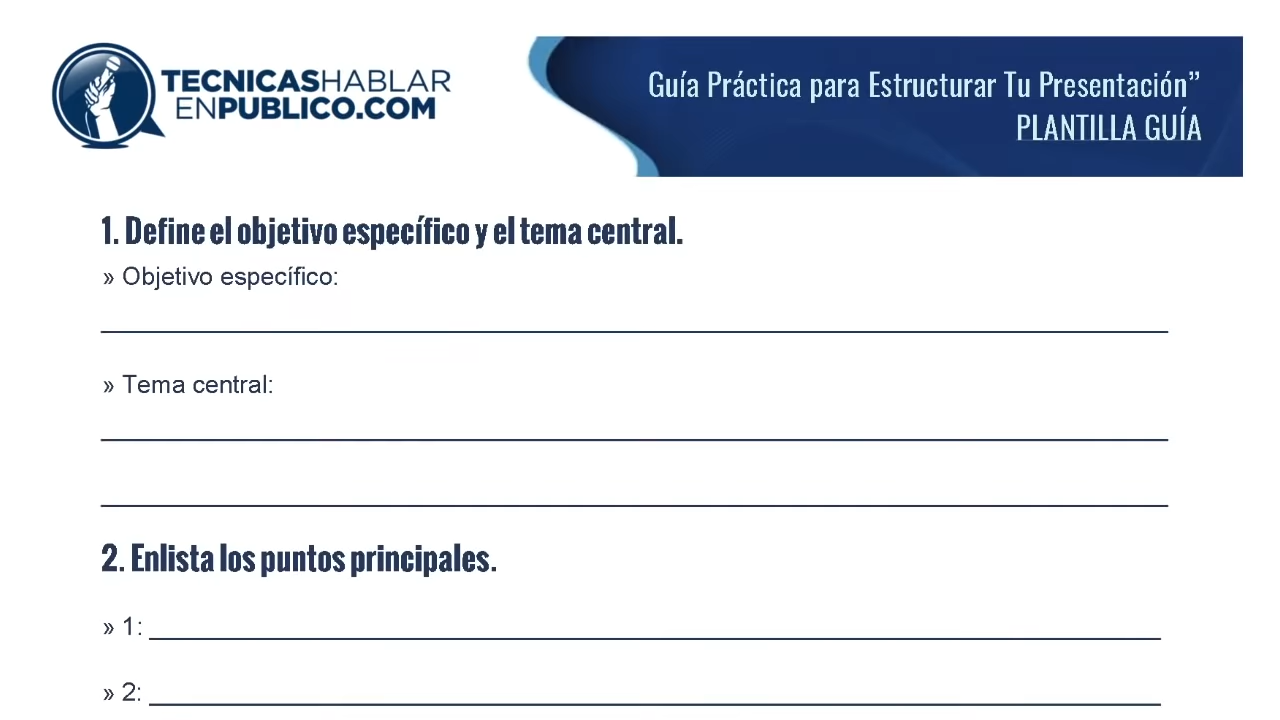 TECNICASHABLAR
ENPUBLICO.COM
Guía Práctica para Estructurar Tu Presentación”
PLANTILLA GUÍA
1. Define el objetivo específico y el tema central.
» Objetivo específico:
» Tema central:
2. Enlista los puntos principales.
» 1:
» 2: